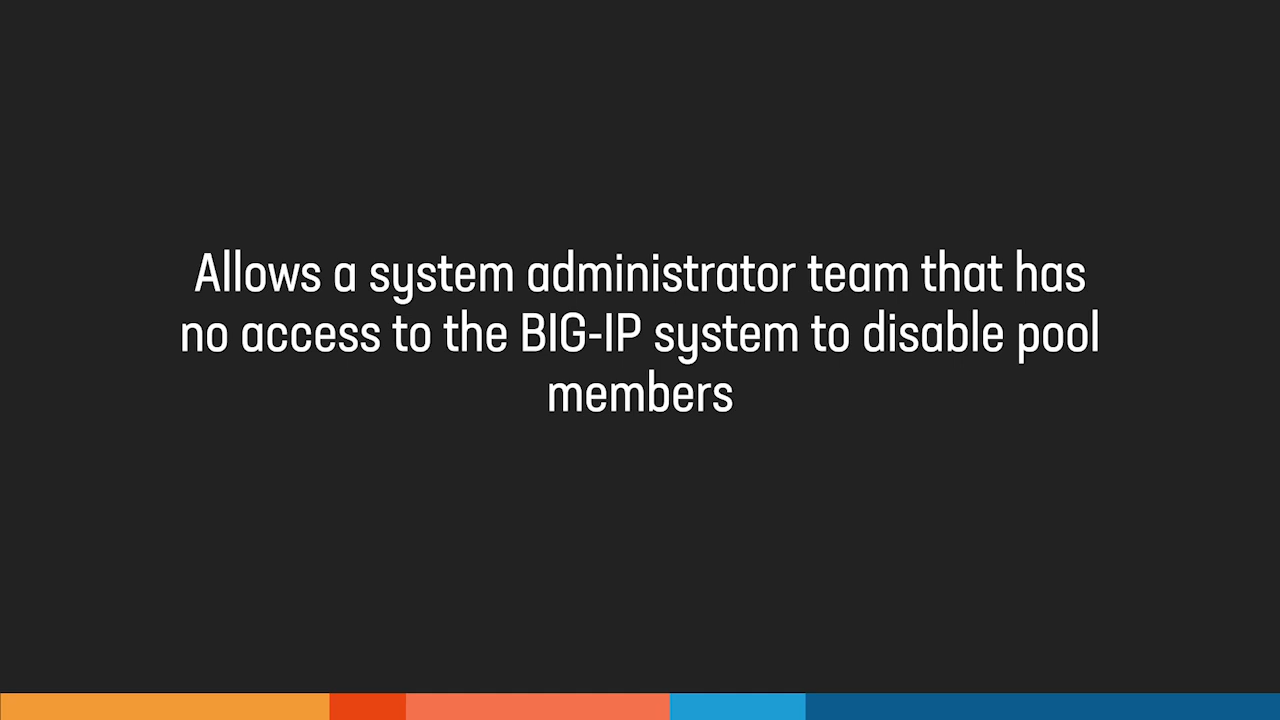 Allows a system administrator team that has
no access to the BIG-IP system to disable pool
members